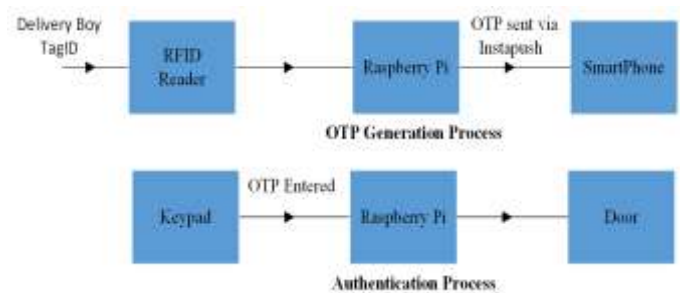 Delivery Boy
TagID
RFID
Reader
Raspberry Pi
OTP sent via
Instapush
SmartPhone
OTP Generation Process
Keypad
OTP Entered
Raspberry Pi
Door
Authentication Process